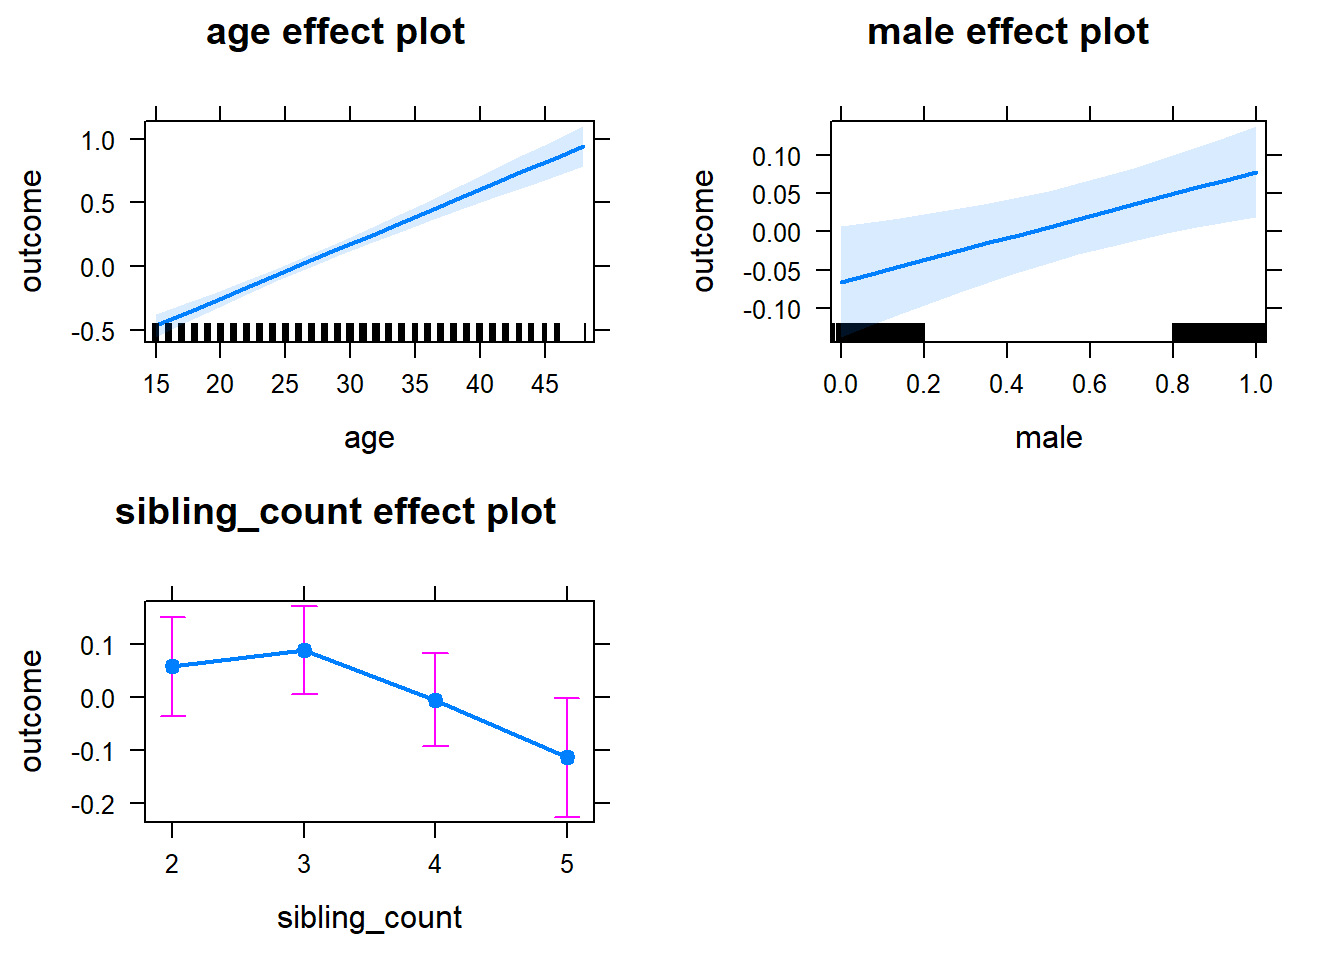 age effect plot
outcome
1.0
0.5
0.0
-0.5
15 20 25 30 35 40 45
age
male effect plot
outcome
0.10
0.05
0.00
-0.05
-0.10
0.0 0.2 0.4 0.6 0.8 1.0
male
sibling_count effect plot
outcome
0.1
0.0
-0.1
-0.2
2 3 4 5
sibling_count